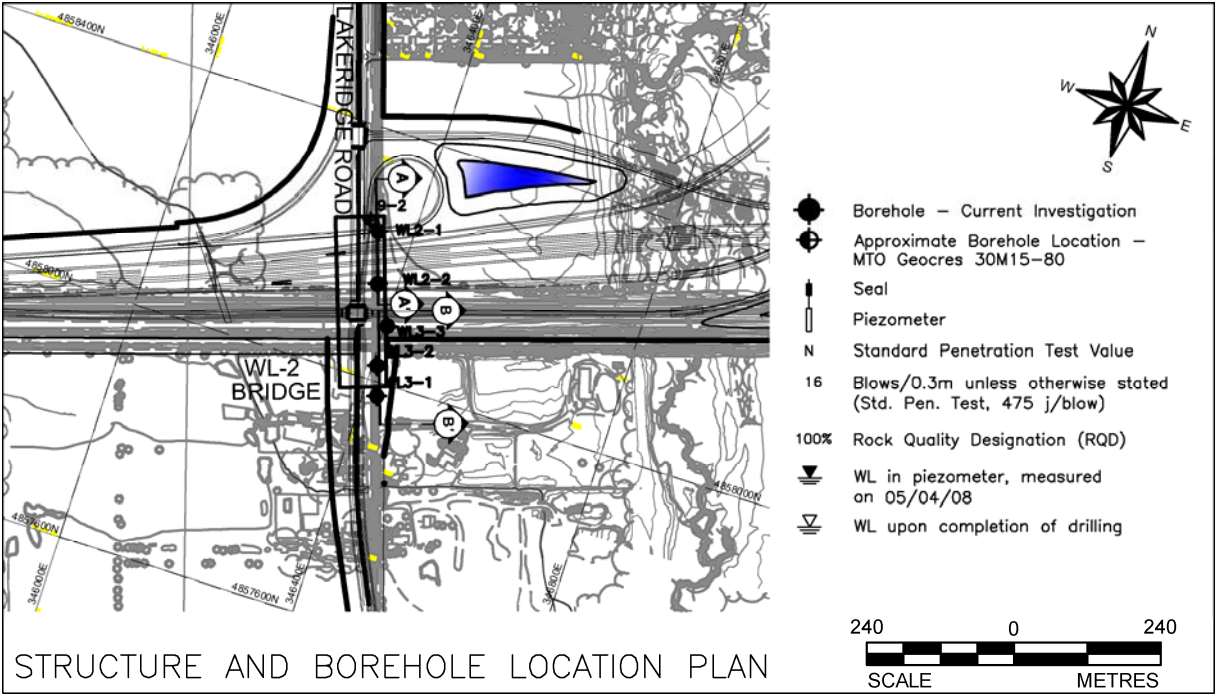 4858400N
346000E
346400E
346800E
LAKERIDGE ROAD
A
9-2
WL2-1
WL2-2
4858000N
A'
B
WL3-3
L3-2
WL-2
BRIDGE
L3-1
B'
4858000N
4857600N
346000E
4857600N
346400E
346800E
N
W
E
S
Borehole – Current Investigation
Approximate Borehole Location –
MTO Geocres 30M15-80
Seal
Piezometer
N Standard Penetration Test Value
16 Blows/0.3m unless otherwise stated
(Std. Pen. Test, 475 j/blow)
100% Rock Quality Designation (RQD)
WL in piezometer, measured
on 05/04/08
WL upon completion of drilling
240 0 240
SCALE METRES
STRUCTURE AND BOREHOLE LOCATION PLAN